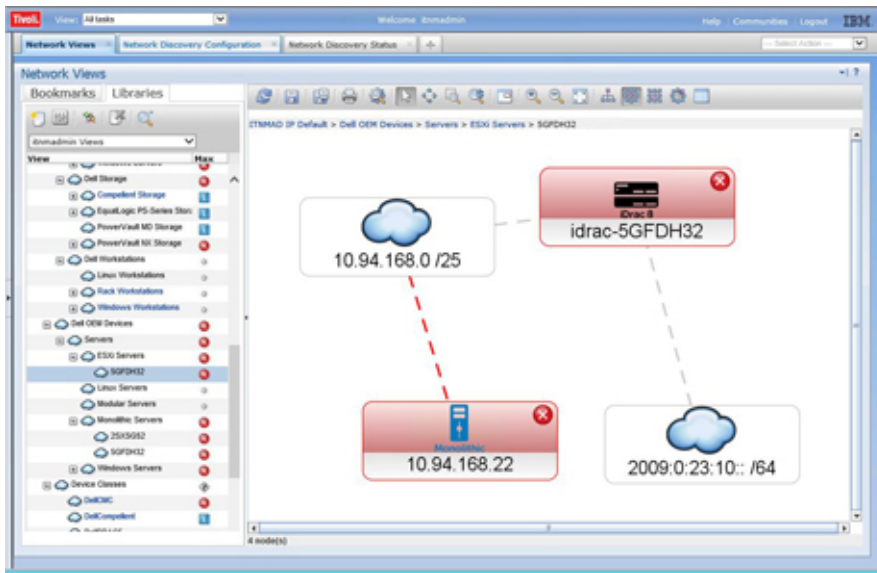 Tivoli. View: All tasks Welcome itnmadmin Help Communities Logout IBM
Network Views Network Discovery Configuration Network Discovery Status --- Select Action ---
Network Views
Bookmarks Libraries
itnmadmin Views
ITNMAD IP Default > Dell OEM Devices > Servers > ESXi Servers > 5GFDH32
View Max
Windows Servers
Dell Storage
Compellent Storage
EqualLogic PS-Series Stor
PowerVault MD Storage
PowerVault NX Storage
Dell Workstations
Linux Workstations
Rack Workstations
Windows Workstations
Dell OEM Devices
Servers
ESXi Servers
5GFDH32
Linux Servers
Modular Servers
Monolithic Servers
2SXSG52
5GFDH32
Windows Servers
Device Classes
DellCMC
DellCompellent
iDrac 8
idrac-5GFDH32
10.94.168.0 /25
Monolithic
10.94.168.22
2009:0:23:10:: /64
4 node(s)